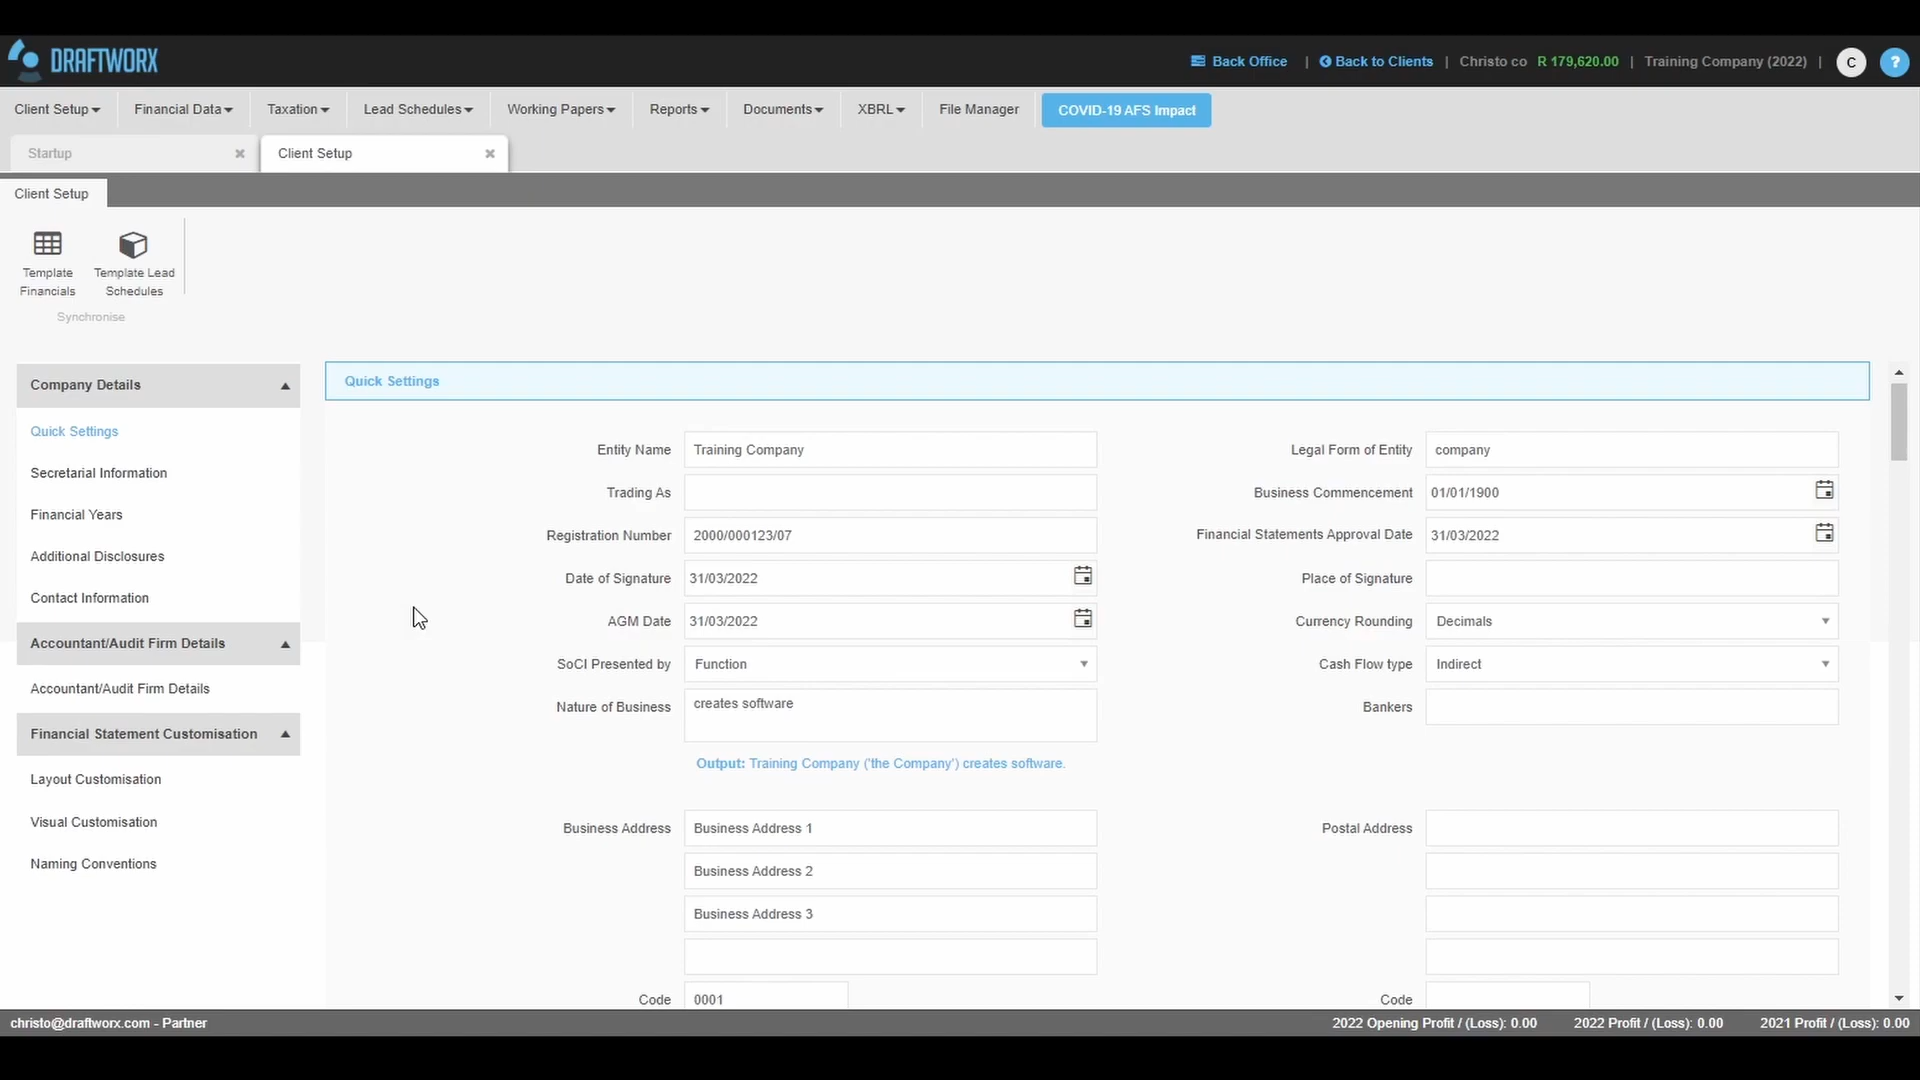 DRAFTWORX
Back Office | Back to Clients | Christo co R 179,620.00 | Training Company (2022) | C ?
Client Setup Financial Data Taxation Lead Schedules Working Papers Reports Documents XBRL File Manager COVID-19 AFS Impact
Startup Client Setup
Client Setup
Template Financials
Template Lead Schedules
Synchronise
Company Details
Quick Settings
Secretarial Information
Financial Years
Additional Disclosures
Contact Information
Accountant/Audit Firm Details
Accountant/Audit Firm Details
Financial Statement Customisation
Layout Customisation
Visual Customisation
Naming Conventions
Quick Settings
Entity Name Training Company
Legal Form of Entity company
Trading As
Business Commencement 01/01/1900
Registration Number 2000/000123/07
Financial Statements Approval Date 31/03/2022
Date of Signature 31/03/2022
Place of Signature
AGM Date 31/03/2022
Currency Rounding Decimals
SoCI Presented by Function
Cash Flow type Indirect
Nature of Business creates software
Bankers
Output: Training Company ('the Company') creates software.
Business Address Business Address 1
Postal Address
Business Address 2
Business Address 3
Code 0001
Code
christo@draftworx.com - Partner
2022 Opening Profit / (Loss): 0.00 2022 Profit / (Loss): 0.00 2021 Profit / (Loss): 0.00